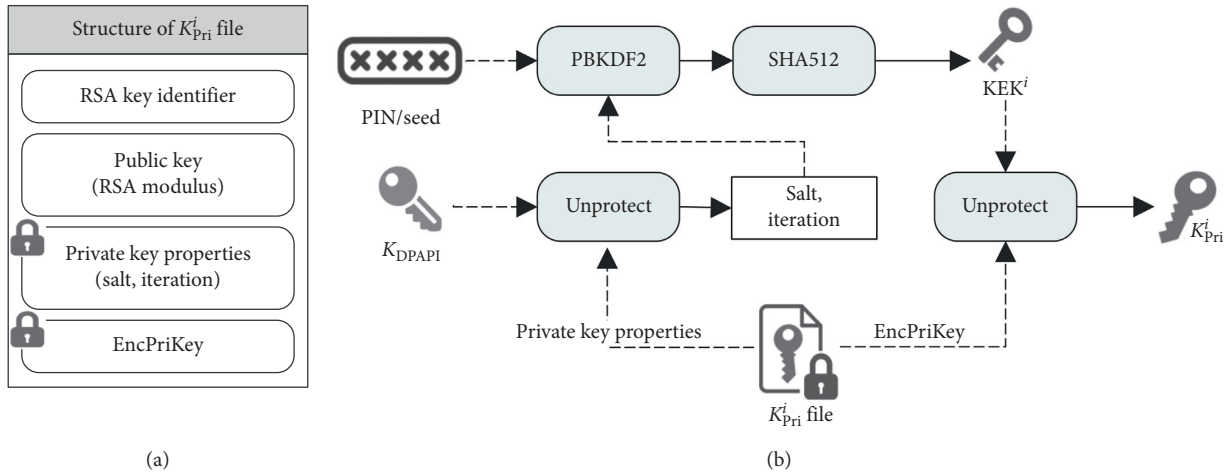 Structure of K^i_Pri file
RSA key identifier
Public key
(RSA modulus)
Private key properties
(salt, iteration)
EncPriKey
(a)
PIN/seed
PBKDF2
SHA512
KEK^i
K_DPAPI
Unprotect
Salt,
iteration
Unprotect
K^i_Pri
Private key properties
EncPriKey
K^i_Pri file
(b)